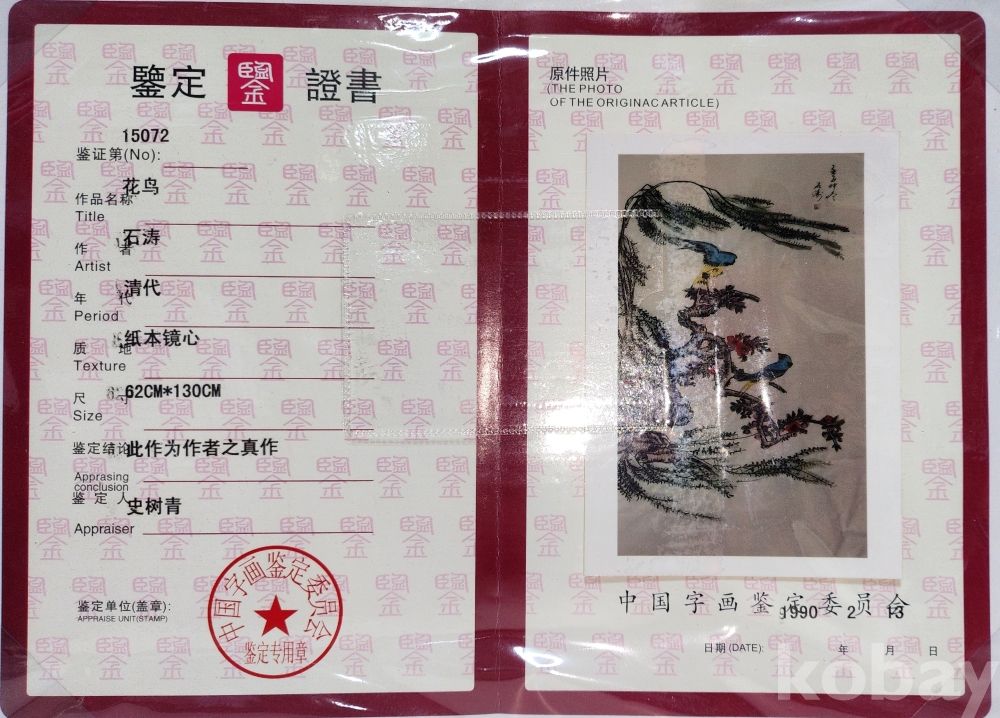 鑒定 鑒 證書
15072
鉴证第(No):
花鸟
作品名称
Title
石涛
作 者
Artist
清代
年 代
Period
纸本镜心
质 地
Texture
62CM*130CM
尺 寸
Size
鉴定结论
此作为作者之真作
Apprasing
conclusion
鉴 定 人
史树青
Appraiser
鉴定单位(盖章):
APPRAISE UNIT(STAMP)
中国字画鉴定委员会
鉴定专用章
原件照片
(THE PHOTO
OF THE ORIGINAC ARTICLE)
中国字画鉴定委员会
1990 2 13
日期(DATE): 年 月 日
kobay